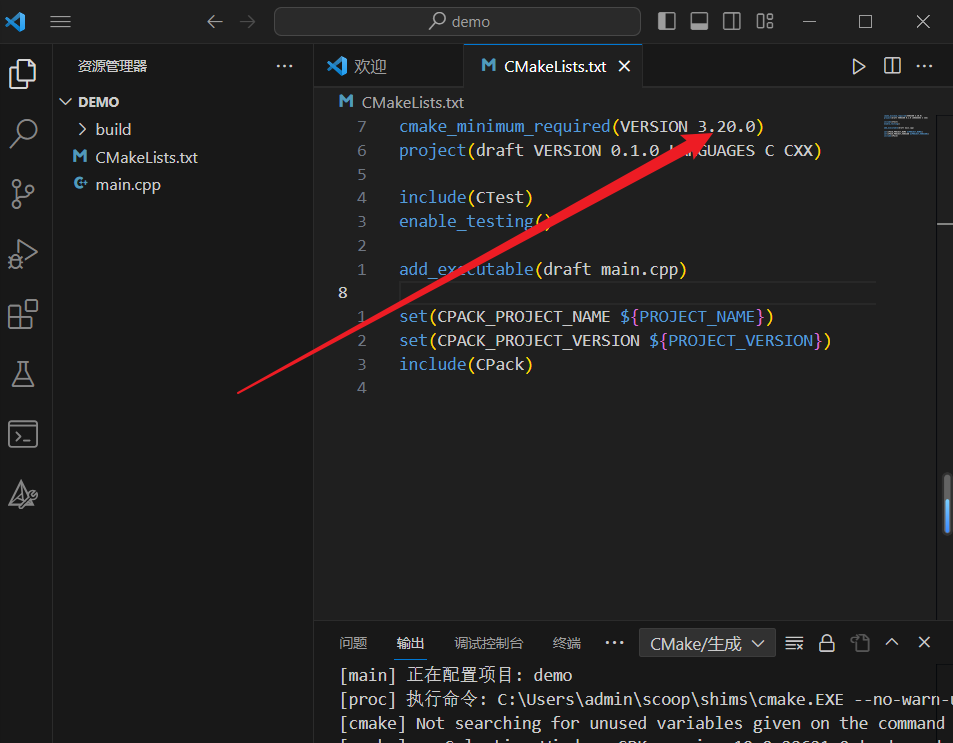 demo
资源管理器
欢迎
CMakeLists.txt
DEMO
build
CMakeLists.txt
main.cpp
CMakeLists.txt
7 cmake_minimum_required(VERSION 3.20.0)
6 project(draft VERSION 0.1.0 LANGUAGES C CXX)
5
4 include(CTest)
3 enable_testing()
2
1 add_executable(draft main.cpp)
8
1 set(CPACK_PROJECT_NAME ${PROJECT_NAME})
2 set(CPACK_PROJECT_VERSION ${PROJECT_VERSION})
3 include(CPack)
4
问题 输出 调试控制台 终端 CMake/生成
[main] 正在配置项目: demo
[proc] 执行命令: C:\Users\admin\scoop\shims\cmake.EXE --no-warn-
[cmake] Not searching for unused variables given on the command